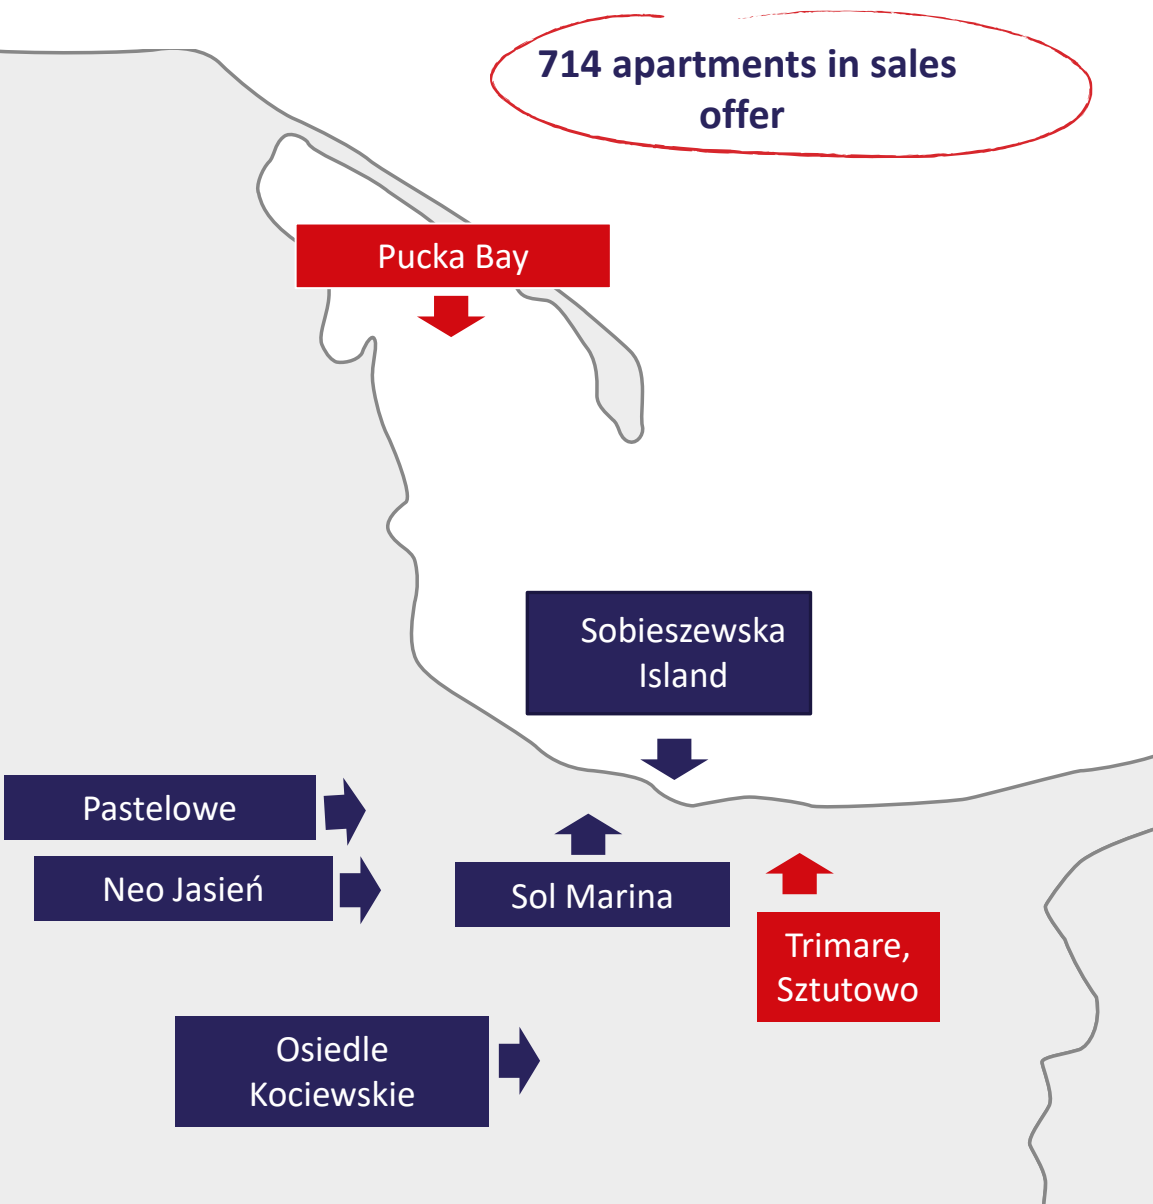 714 apartments in sales
offer
Pucka Bay
Sobieszewska
Island
Pastelowe
Neo Jasień
Sol Marina
Trimare,
Sztutowo
Osiedle
Kociewskie